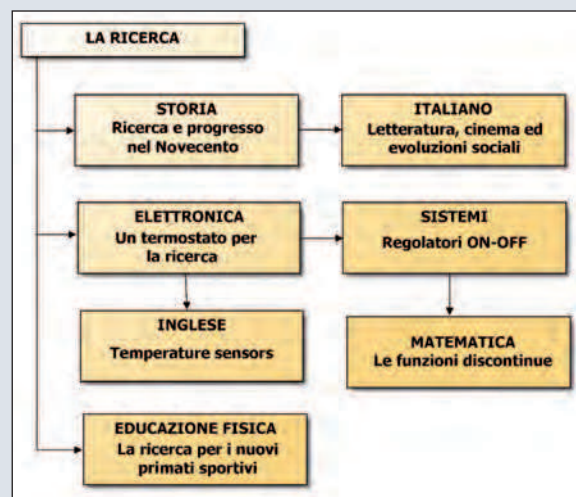 LA RICERCA
STORIA
Ricerca e progresso
nel Novecento
ITALIANO
Letteratura, cinema ed
evoluzioni sociali
ELETTRONICA
Un termostato per
la ricerca
SISTEMI
Regolatori ON-OFF
INGLESE
Temperature sensors
MATEMATICA
Le funzioni discontinue
EDUCAZIONE FISICA
La ricerca per i nuovi
primati sportivi